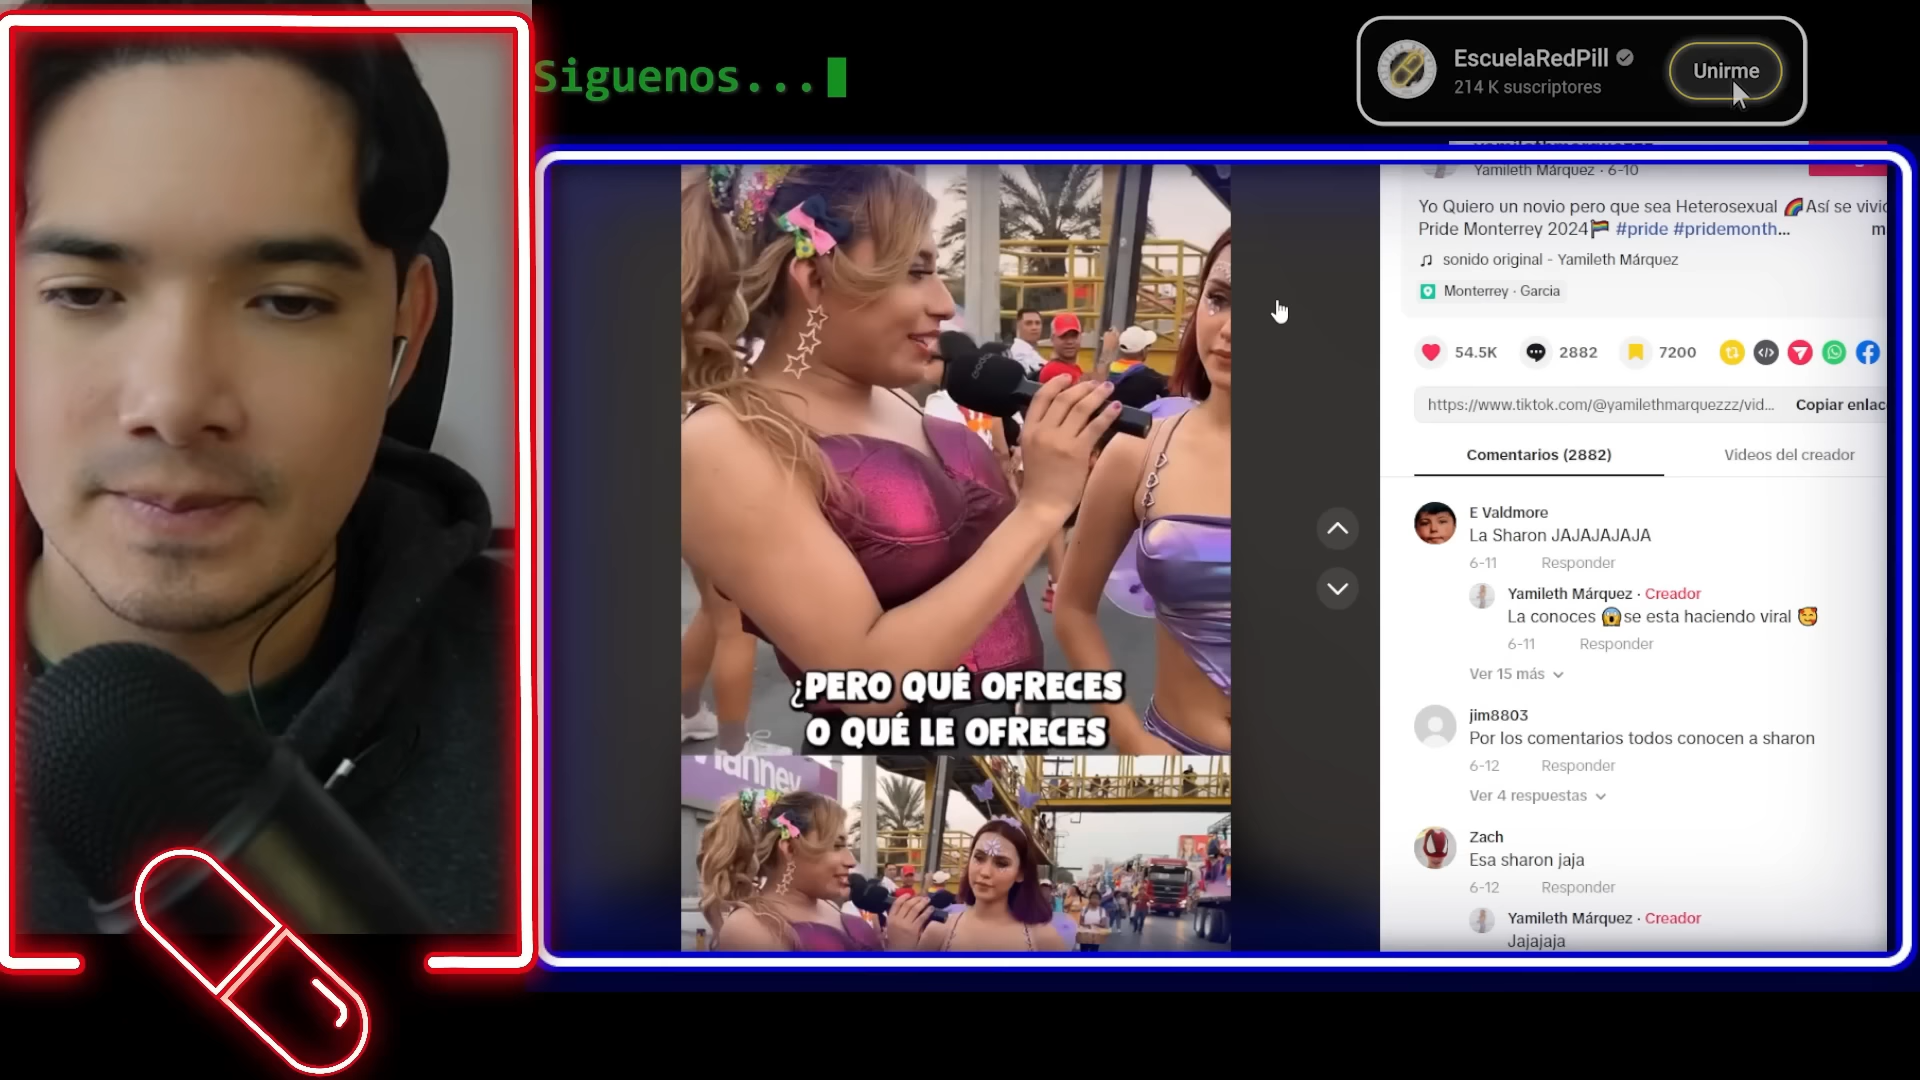 Siguenos...
EscuelaRedPill
214 K suscriptores
Unirme
Yamileth Márquez · 6-10
Yo Quiero un novio pero que sea Heterosexual 🌈Así se vivi
Pride Monterrey 2024🏳️‍🌈 #pride #pridemonth... m
sonido original - Yamileth Márquez
Monterrey · Garcia
54.5K 2882 7200
https://www.tiktok.com/@yamilethmarquezzz/vid... Copiar enlac
Comentarios (2882) Videos del creador
E Valdmore
La Sharon JAJAJAJAJA
6-11 Responder
Yamileth Márquez · Creador
La conoces 😱se esta haciendo viral 🥰
6-11 Responder
Ver 15 más
jim8803
Por los comentarios todos conocen a sharon
6-12 Responder
Ver 4 respuestas
Zach
Esa sharon jaja
6-12 Responder
Yamileth Márquez · Creador
Jajajaja
¿PERO QUÉ OFRECES
O QUÉ LE OFRECES